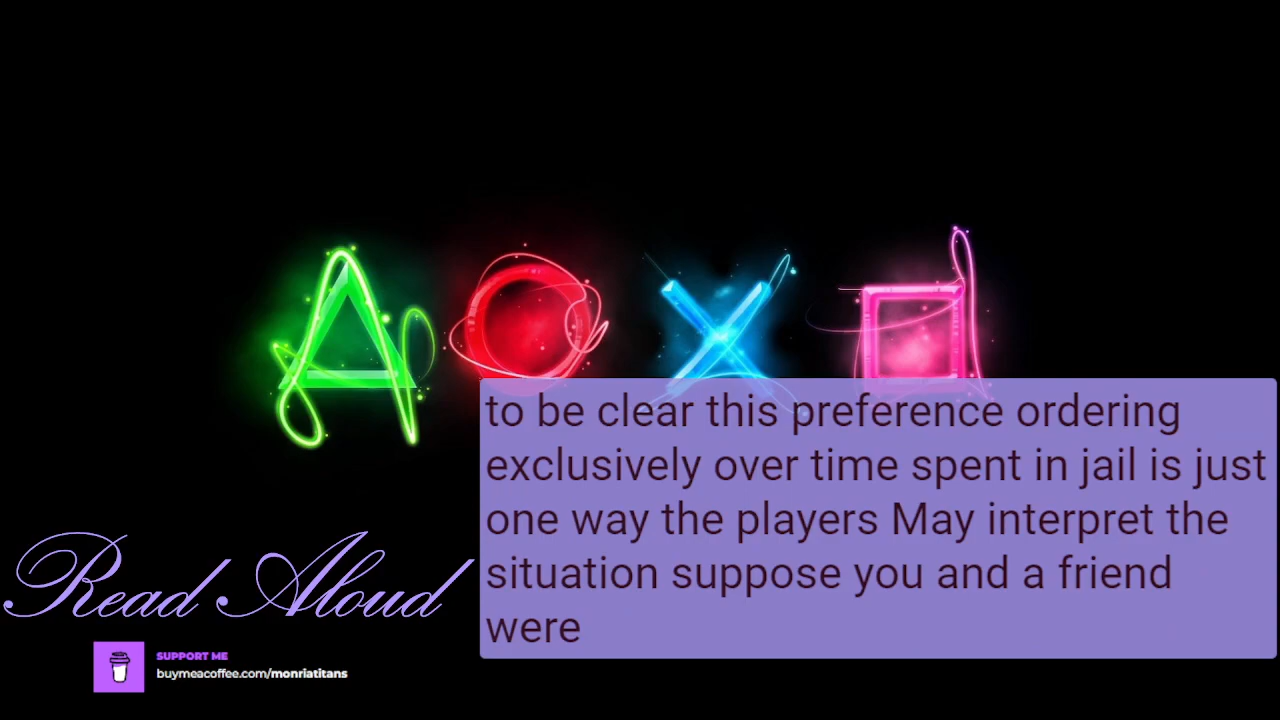 to be clear this preference ordering
exclusively over time spent in jail is just
one way the players May interpret the
situation suppose you and a friend
were
Read Aloud
SUPPORT ME
buymeacoffee.com/monriatitans